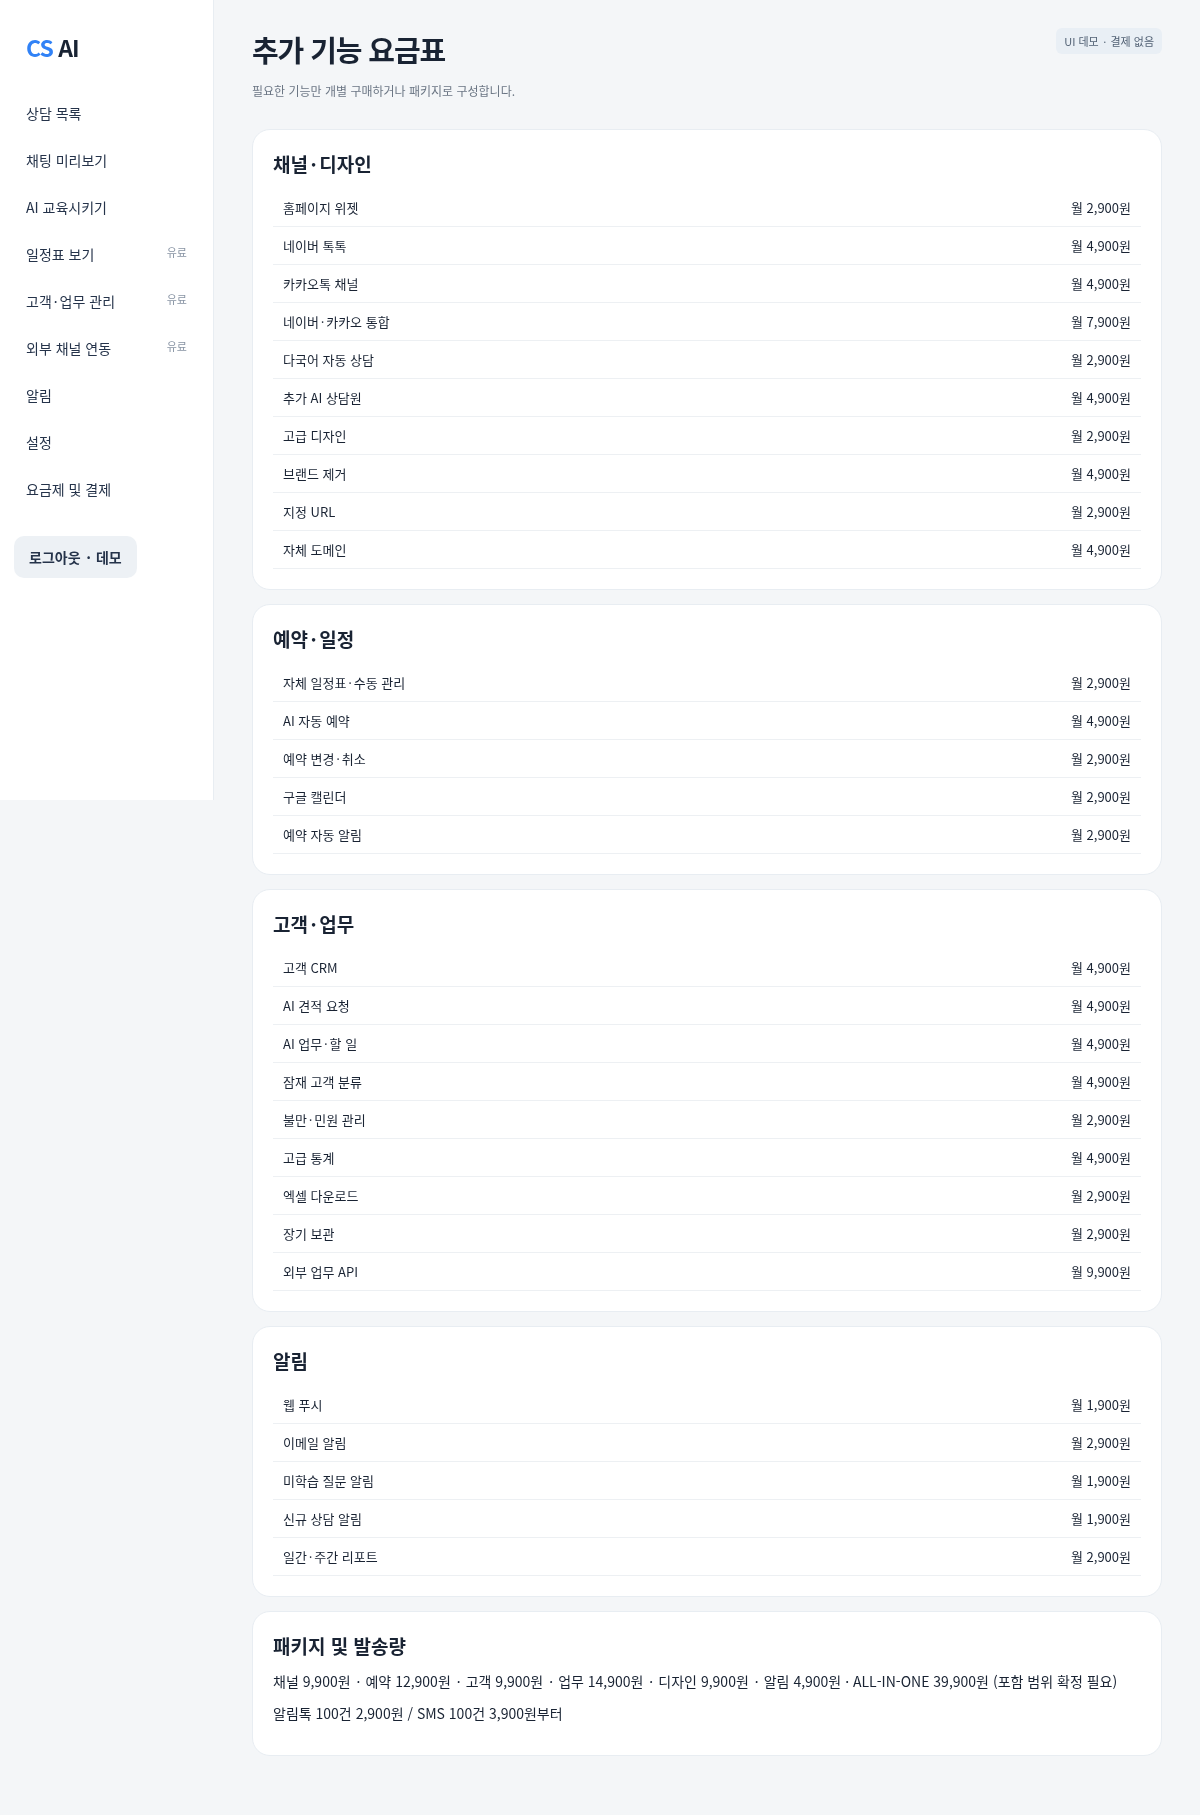 CS AI
상담 목록
채팅 미리보기
AI 교육시키기
일정표 보기 유료
고객·업무 관리 유료
외부 채널 연동 유료
알림
설정
요금제 및 결제
로그아웃 · 데모
추가 기능 요금표
UI 데모 · 결제 없음
필요한 기능만 개별 구매하거나 패키지로 구성합니다.
채널·디자인
홈페이지 위젯 월 2,900원
네이버 톡톡 월 4,900원
카카오톡 채널 월 4,900원
네이버·카카오 통합 월 7,900원
다국어 자동 상담 월 2,900원
추가 AI 상담원 월 4,900원
고급 디자인 월 2,900원
브랜드 제거 월 4,900원
지정 URL 월 2,900원
자체 도메인 월 4,900원
예약·일정
자체 일정표·수동 관리 월 2,900원
AI 자동 예약 월 4,900원
예약 변경·취소 월 2,900원
구글 캘린더 월 2,900원
예약 자동 알림 월 2,900원
고객·업무
고객 CRM 월 4,900원
AI 견적 요청 월 4,900원
AI 업무·할 일 월 4,900원
잠재 고객 분류 월 4,900원
불만·민원 관리 월 2,900원
고급 통계 월 4,900원
엑셀 다운로드 월 2,900원
장기 보관 월 2,900원
외부 업무 API 월 9,900원
알림
웹 푸시 월 1,900원
이메일 알림 월 2,900원
미학습 질문 알림 월 1,900원
신규 상담 알림 월 1,900원
일간·주간 리포트 월 2,900원
패키지 및 발송량
채널 9,900원 · 예약 12,900원 · 고객 9,900원 · 업무 14,900원 · 디자인 9,900원 · 알림 4,900원 · ALL-IN-ONE 39,900원 (포함 범위 확정 필요)
알림톡 100건 2,900원 / SMS 100건 3,900원부터